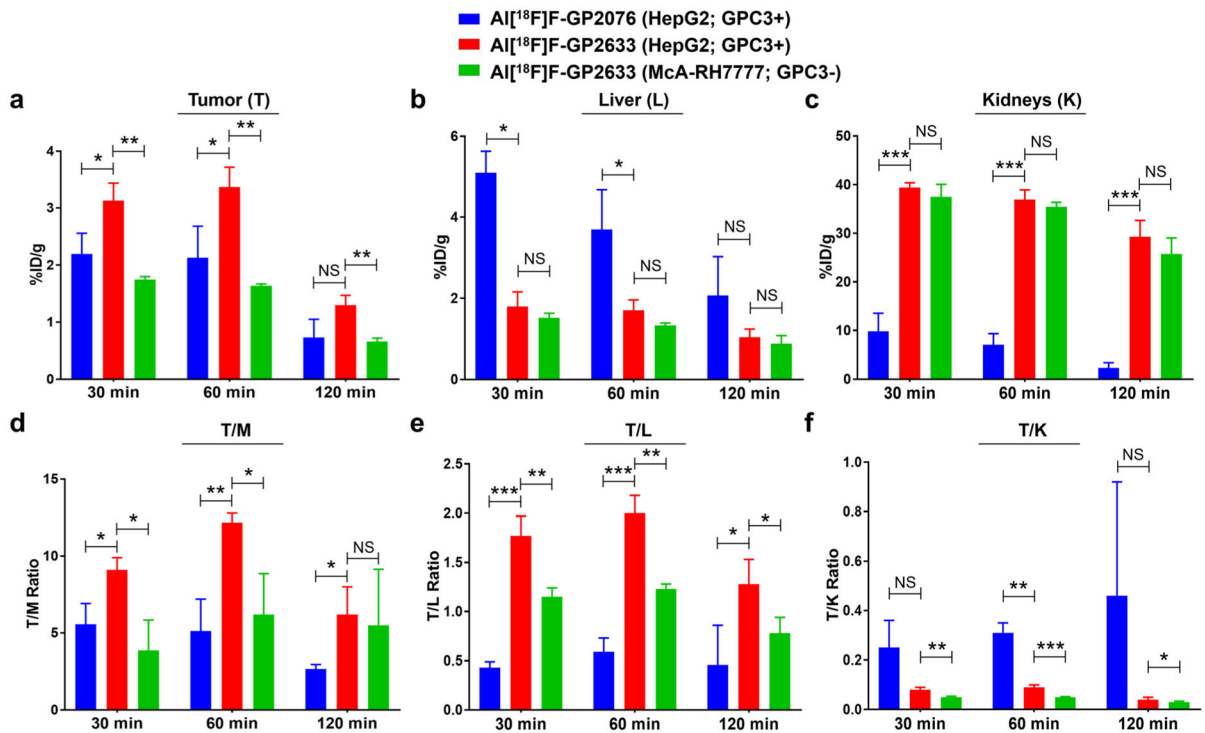 Al[¹⁸F]F-GP2076 (HepG2; GPC3+)
Al[¹⁸F]F-GP2633 (HepG2; GPC3+)
Al[¹⁸F]F-GP2633 (McA-RH7777; GPC3-)
a
Tumor (T)
%ID/g
4
3
2
1
0
* ** * ** NS **
30 min 60 min 120 min
b
Liver (L)
%ID/g
6
4
2
0
* NS * NS NS NS
30 min 60 min 120 min
c
Kidneys (K)
%ID/g
50
40
30
20
10
0
*** NS *** NS *** NS
30 min 60 min 120 min
d
T/M
T/M Ratio
15
10
5
0
* * ** * * NS
30 min 60 min 120 min
e
T/L
T/L Ratio
2.5
2.0
1.5
1.0
0.5
0.0
*** ** *** ** * *
30 min 60 min 120 min
f
T/K
T/K Ratio
1.0
0.8
0.6
0.4
0.2
0.0
NS ** ** *** NS *
30 min 60 min 120 min